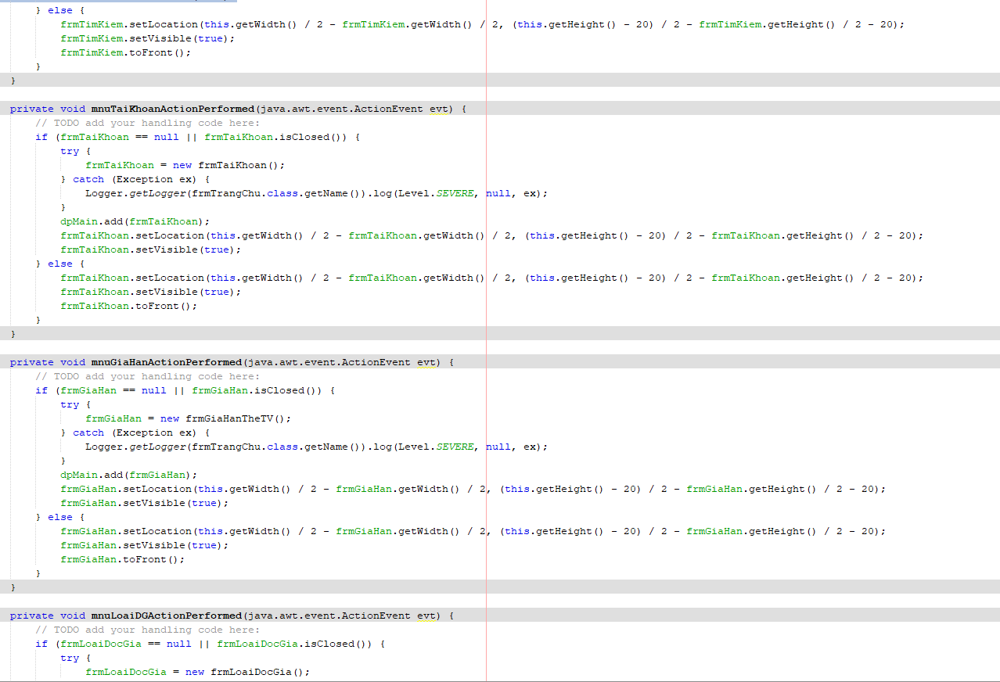 } else {
frmTimKiem.setLocation(this.getWidth() / 2 - frmTimKiem.getWidth() / 2, (this.getHeight() - 20) / 2 - frmTimKiem.getHeight() / 2 - 20);
frmTimKiem.setVisible(true);
frmTimKiem.toFront();
}
}
private void mnuTaiKhoanActionPerformed(java.awt.event.ActionEvent evt) {
// TODO add your handling code here:
if (frmTaiKhoan == null || frmTaiKhoan.isClosed()) {
try {
frmTaiKhoan = new frmTaiKhoan();
} catch (Exception ex) {
Logger.getLogger(frmTrangChu.class.getName()).log(Level.SEVERE, null, ex);
}
dpMain.add(frmTaiKhoan);
frmTaiKhoan.setLocation(this.getWidth() / 2 - frmTaiKhoan.getWidth() / 2, (this.getHeight() - 20) / 2 - frmTaiKhoan.getHeight() / 2 - 20);
frmTaiKhoan.setVisible(true);
} else {
frmTaiKhoan.setLocation(this.getWidth() / 2 - frmTaiKhoan.getWidth() / 2, (this.getHeight() - 20) / 2 - frmTaiKhoan.getHeight() / 2 - 20);
frmTaiKhoan.setVisible(true);
frmTaiKhoan.toFront();
}
}
private void mnuGiaHanActionPerformed(java.awt.event.ActionEvent evt) {
// TODO add your handling code here:
if (frmGiaHan == null || frmGiaHan.isClosed()) {
try {
frmGiaHan = new frmGiaHanTheTV();
} catch (Exception ex) {
Logger.getLogger(frmTrangChu.class.getName()).log(Level.SEVERE, null, ex);
}
dpMain.add(frmGiaHan);
frmGiaHan.setLocation(this.getWidth() / 2 - frmGiaHan.getWidth() / 2, (this.getHeight() - 20) / 2 - frmGiaHan.getHeight() / 2 - 20);
frmGiaHan.setVisible(true);
} else {
frmGiaHan.setLocation(this.getWidth() / 2 - frmGiaHan.getWidth() / 2, (this.getHeight() - 20) / 2 - frmGiaHan.getHeight() / 2 - 20);
frmGiaHan.setVisible(true);
frmGiaHan.toFront();
}
}
private void mnuLoaiDGActionPerformed(java.awt.event.ActionEvent evt) {
// TODO add your handling code here:
if (frmLoaiDocGia == null || frmLoaiDocGia.isClosed()) {
try {
frmLoaiDocGia = new frmLoaiDocGia();